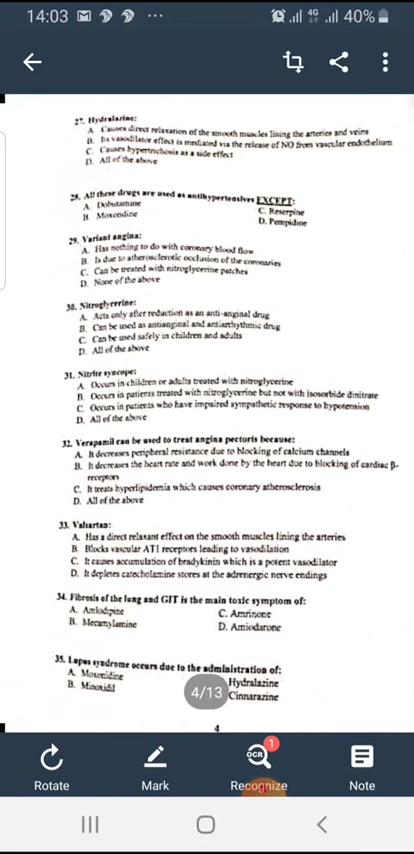 14:03 ... 4G 40%
27. Hydralazine:
A. Causes direct relaxation of the smooth muscles lining the arteries and veins
B. Its vasodilator effect is mediated via the release of NO from vascular endothelium
C. Causes hypertrichosis as a side effect
D. All of the above
28. All these drugs are used as antihypertensives EXCEPT:
A. Dobutamine
C. Reserpine
B. Moxonidine
D. Pempidine
29. Variant angina:
A. Has nothing to do with coronary blood flow
B. Is due to atherosclerotic occlusion of the coronaries
C. Can be treated with nitroglycerine patches
D. None of the above
30. Nitroglycerine:
A. Acts only after reduction as an anti-anginal drug
B. Can be used as antianginal and antiarrhythmic drug
C. Can be used safely in children and adults
D. All of the above
31. Nitrite syncope:
A. Occurs in children or adults treated with nitroglycerine
B. Occurs in patients treated with nitroglycerine but not with isosorbide dinitrate
C. Occurs in patients who have impaired sympathetic response to hypotension
D. All of the above
32. Verapamil can be used to treat angina pectoris because:
A. It decreases peripheral resistance due to blocking of calcium channels
B. It decreases the heart rate and work done by the heart due to blocking of cardiac β-
receptors
C. It treats hyperlipidemia which causes coronary atherosclerosis
D. All of the above
33. Valsartan:
A. Has a direct relaxant effect on the smooth muscles lining the arteries
B. Blocks vascular AT1 receptors leading to vasodilation
C. It causes accumulation of bradykinin which is a potent vasodilator
D. It depletes catecholamine stores at the adrenergic nerve endings
34. Fibrosis of the lung and GIT is the main toxic symptom of:
A. Amlodipine
C. Amrinone
B. Mecamylamine
D. Amiodarone
35. Lupus syndrome occurs due to the administration of:
A. Moxonidine
Hydralazine
B. Minoxidil
Cinnarazine
4/13
4
OCR 1
Rotate Mark Recognize Note